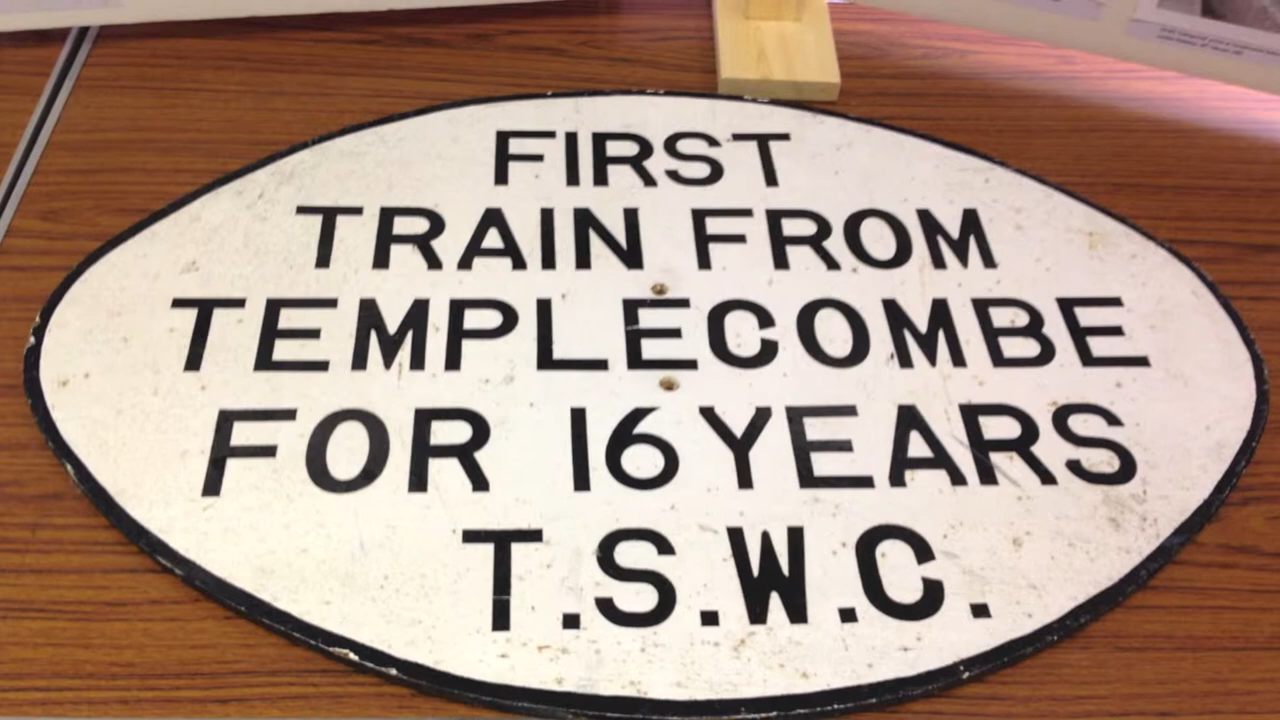 FIRST
TRAIN FROM
TEMPLECOMBE
FOR 16 YEARS
T.S.W.C.